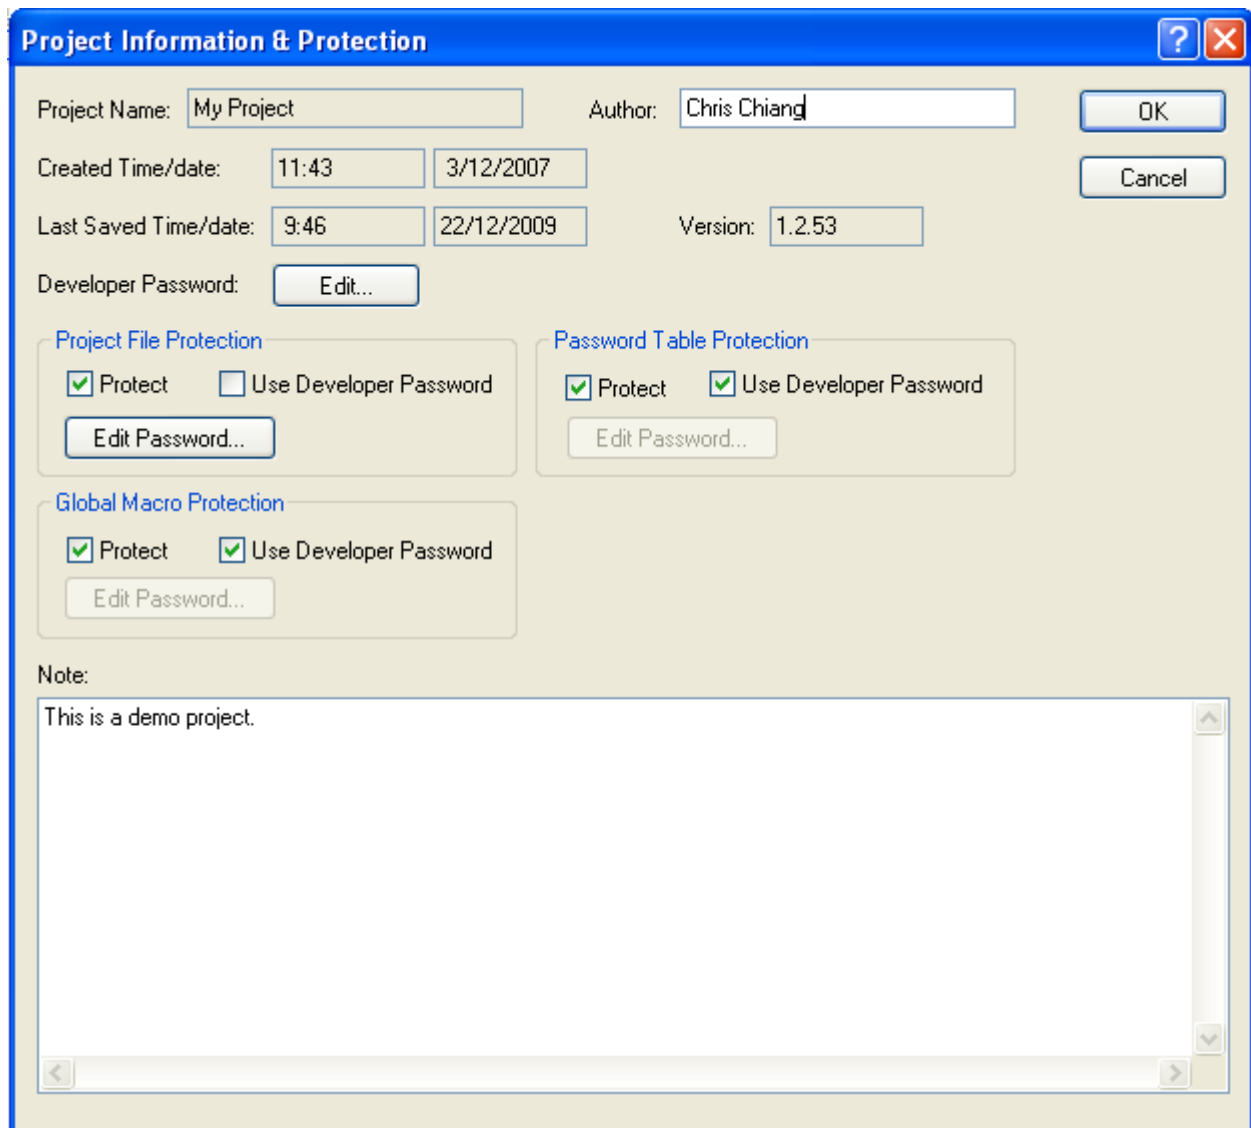 Project Information & Protection
Project Name: My Project Author: Chris Chiang OK
Created Time/date: 11:43 3/12/2007 Cancel
Last Saved Time/date: 9:46 22/12/2009 Version: 1.2.53
Developer Password: Edit...
Project File Protection Password Table Protection
Protect Use Developer Password Protect Use Developer Password
Edit Password... Edit Password...
Global Macro Protection
Protect Use Developer Password
Edit Password...
Note:
This is a demo project.